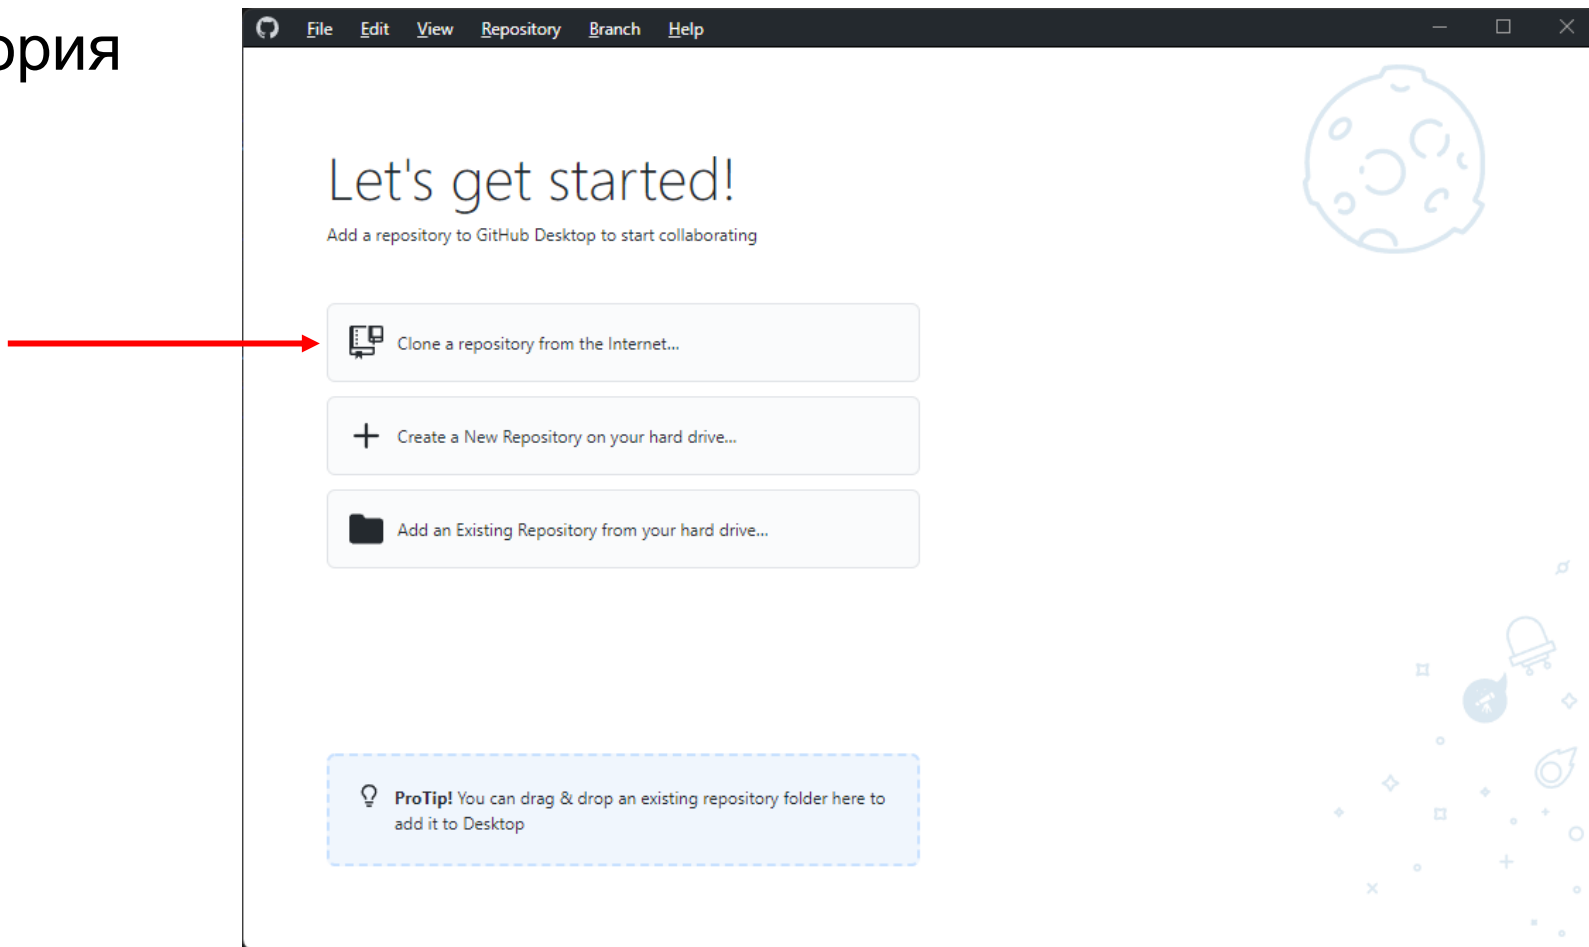 ория
File Edit View Repository Branch Help
Let's get started!
Add a repository to GitHub Desktop to start collaborating
Clone a repository from the Internet...
Create a New Repository on your hard drive...
Add an Existing Repository from your hard drive...
ProTip! You can drag & drop an existing repository folder here to
add it to Desktop